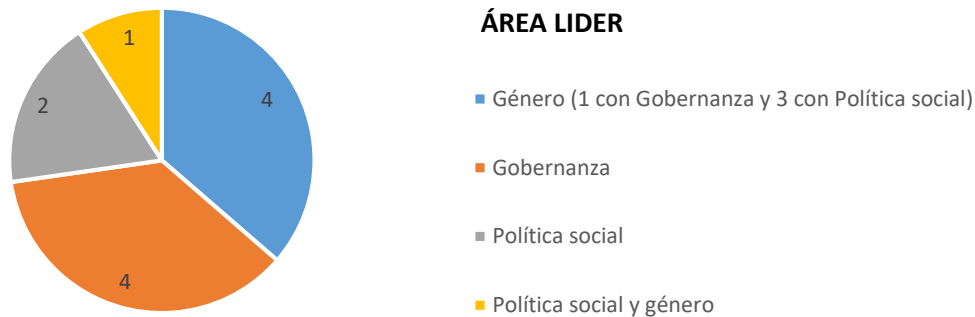 ÁREA LIDER
1
4
2
4
Género (1 con Gobernanza y 3 con Política social)
Gobernanza
Política social
Política social y género